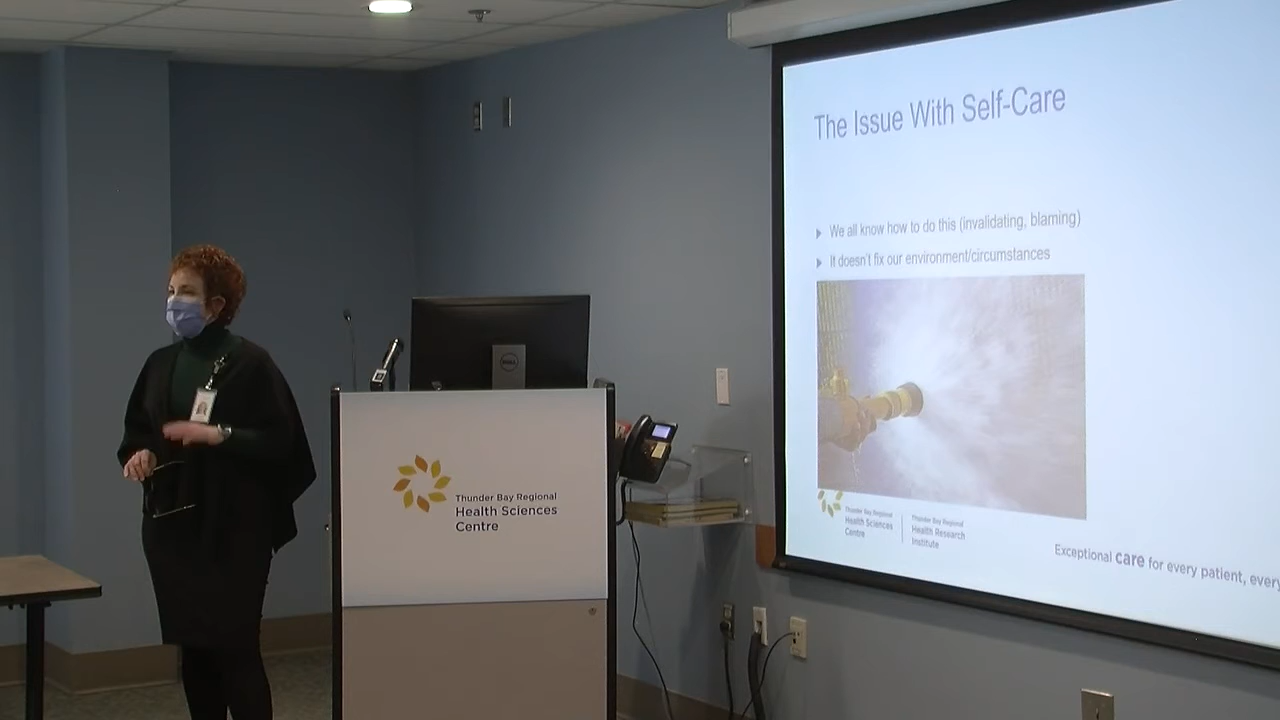 The Issue With Self-Care
We all know how to do this (invalidating, blaming)
It doesn't fix our environment/circumstances
Thunder Bay Regional
Health Sciences
Centre
Thunder Bay Regional
Health Research
Institute
Exceptional care for every patient, every
DELL
Thunder Bay Regional
Health Sciences
Centre